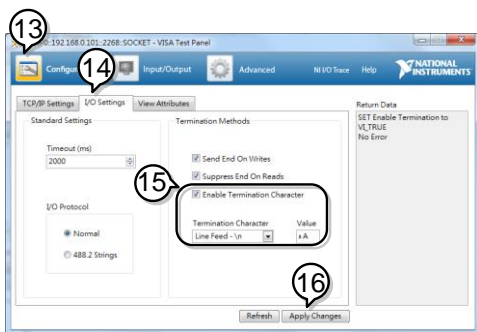 13
0::192.168.0.101::2268::SOCKET - VISA Test Panel
14
Input/Output
Advanced
NI I/O Trace
Help
NATIONAL
INSTRUMENTS
TCP/IP Settings
I/O Settings
View Attributes
Return Data
Standard Settings
Termination Methods
SET Enable Termination to
VI_TRUE
No Error
Timeout (ms)
2000
Send End On Writes
Suppress End On Reads
15
Enable Termination Character
I/O Protocol
Termination Character
Value
Normal
Line Feed - \n
xA
488.2 Strings
16
Refresh
Apply Changes